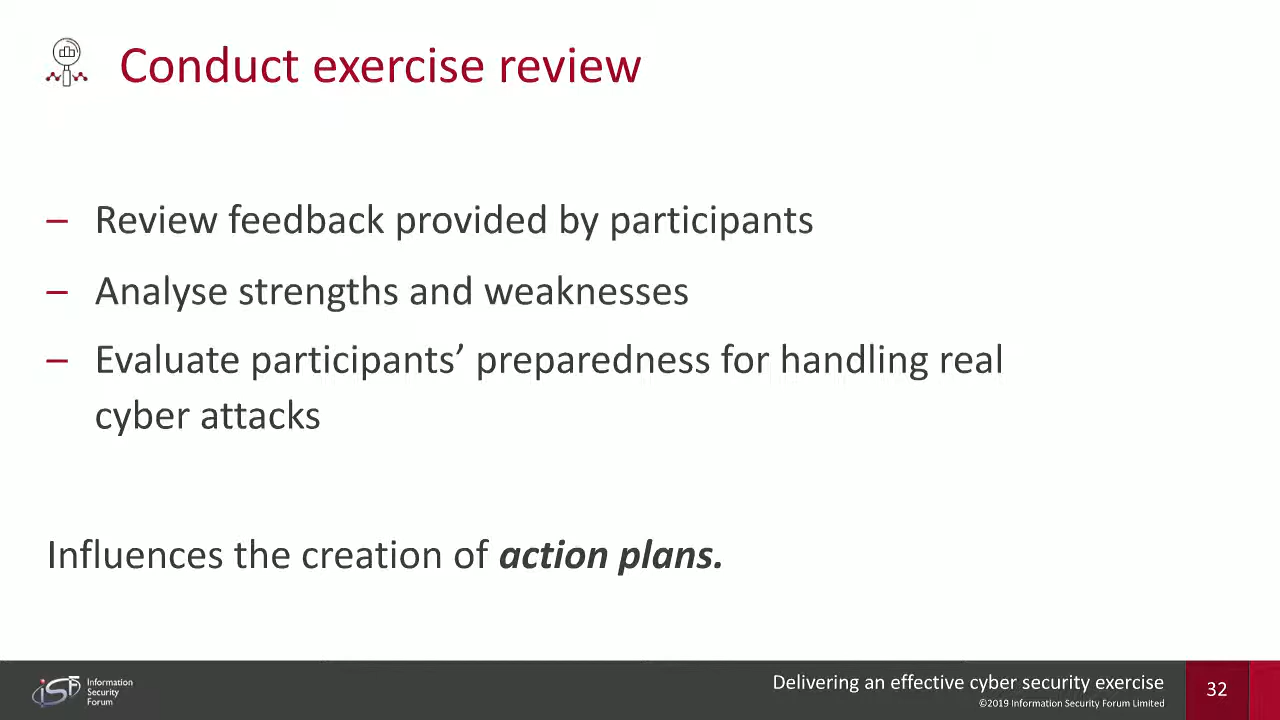 Conduct exercise review
– Review feedback provided by participants
– Analyse strengths and weaknesses
– Evaluate participants’ preparedness for handling real
cyber attacks
Influences the creation of action plans.
iSF
Information
Security
Forum
Delivering an effective cyber security exercise
©2019 Information Security Forum Limited
32